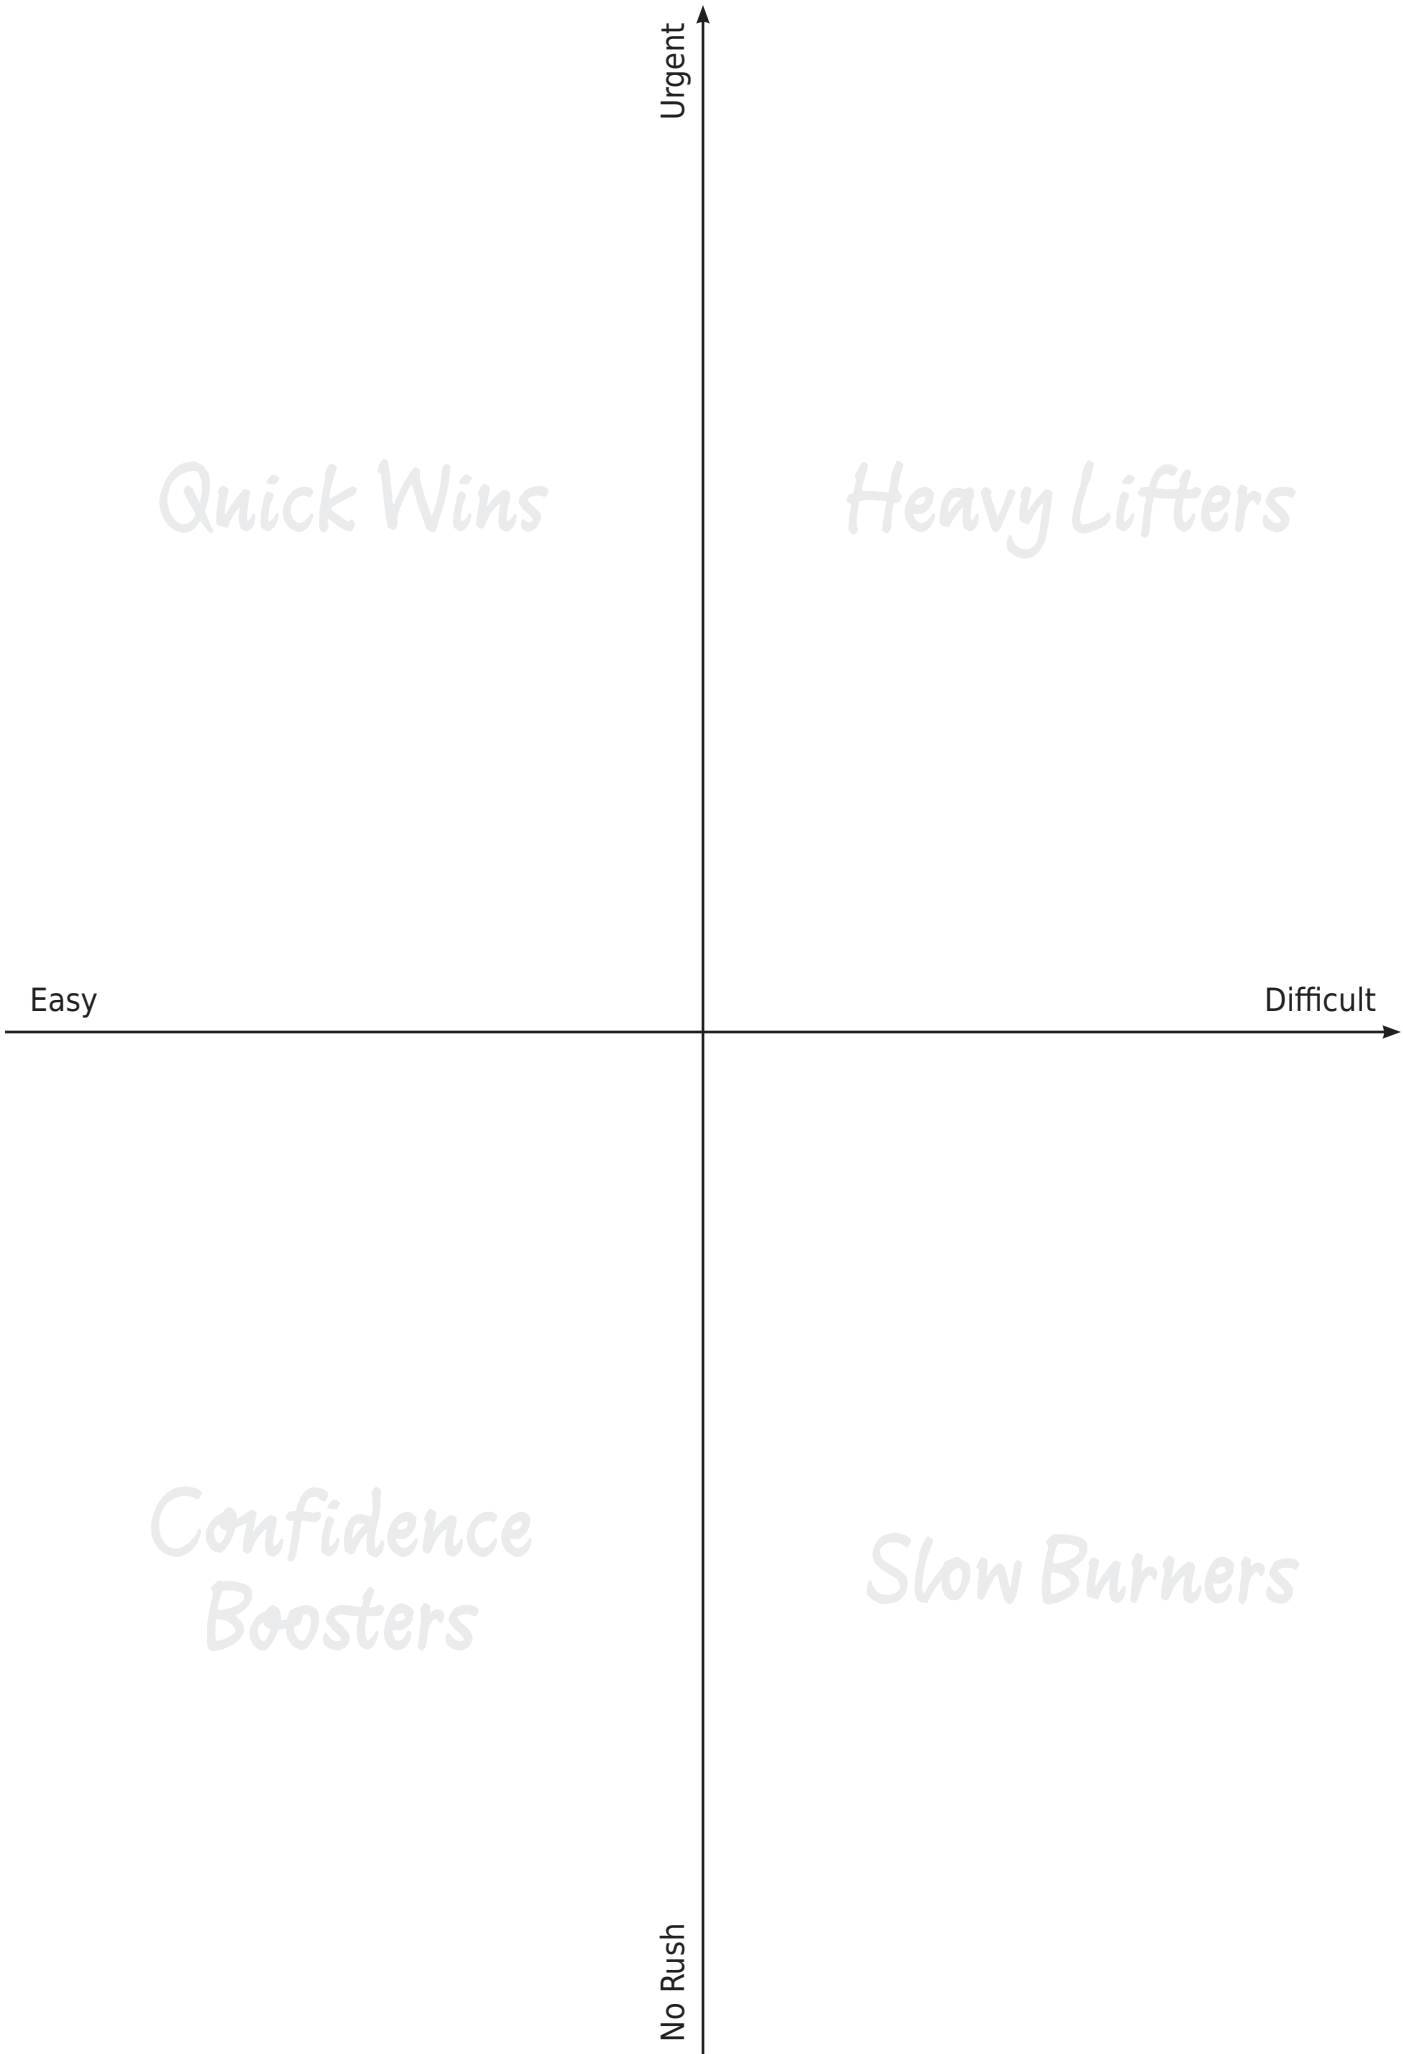 Urgent
Quick Wins
Heavy Lifters
Easy
Difficult
Confidence
Boosters
Slow Burners
No Rush